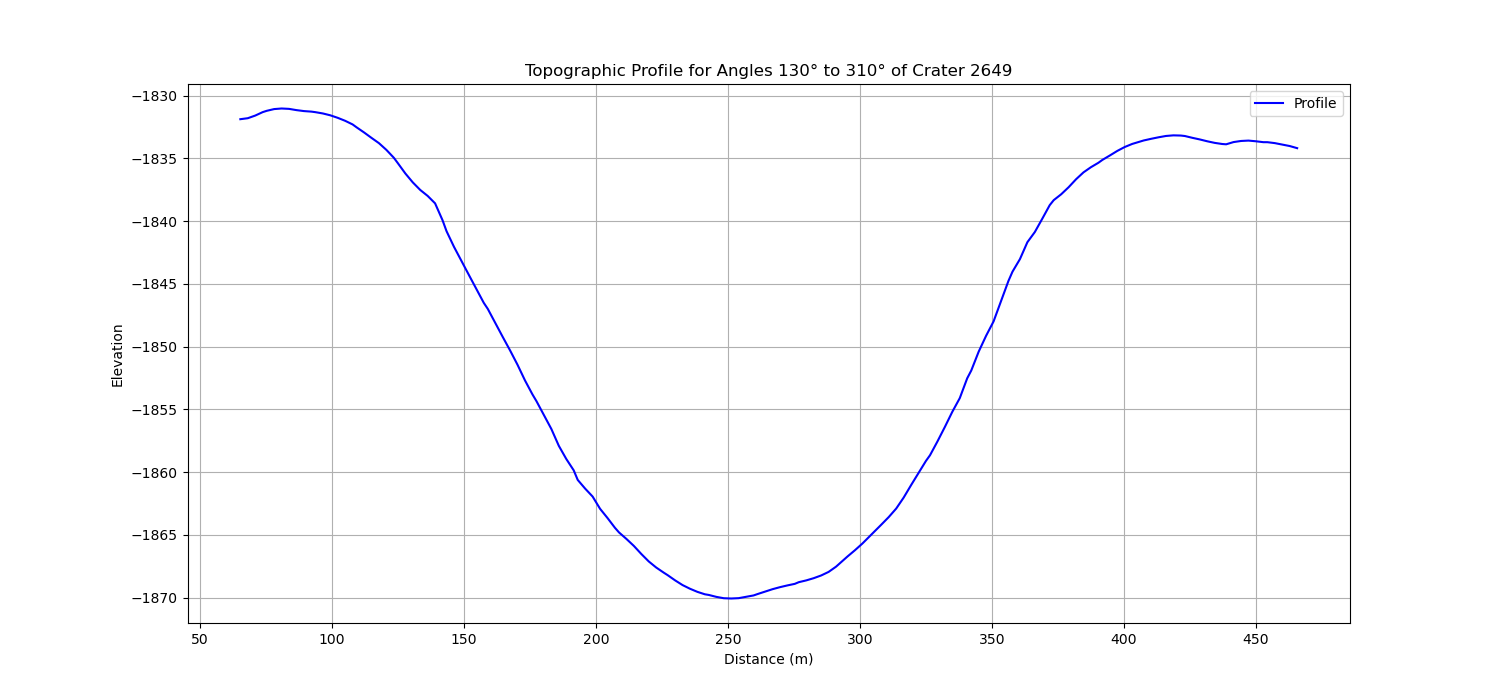 Topographic Profile for Angles 130° to 310° of Crater 2649
Profile
−1830
−1835
−1840
−1845
−1850
−1855
−1860
−1865
−1870
Elevation
50 100 150 200 250 300 350 400 450
Distance (m)